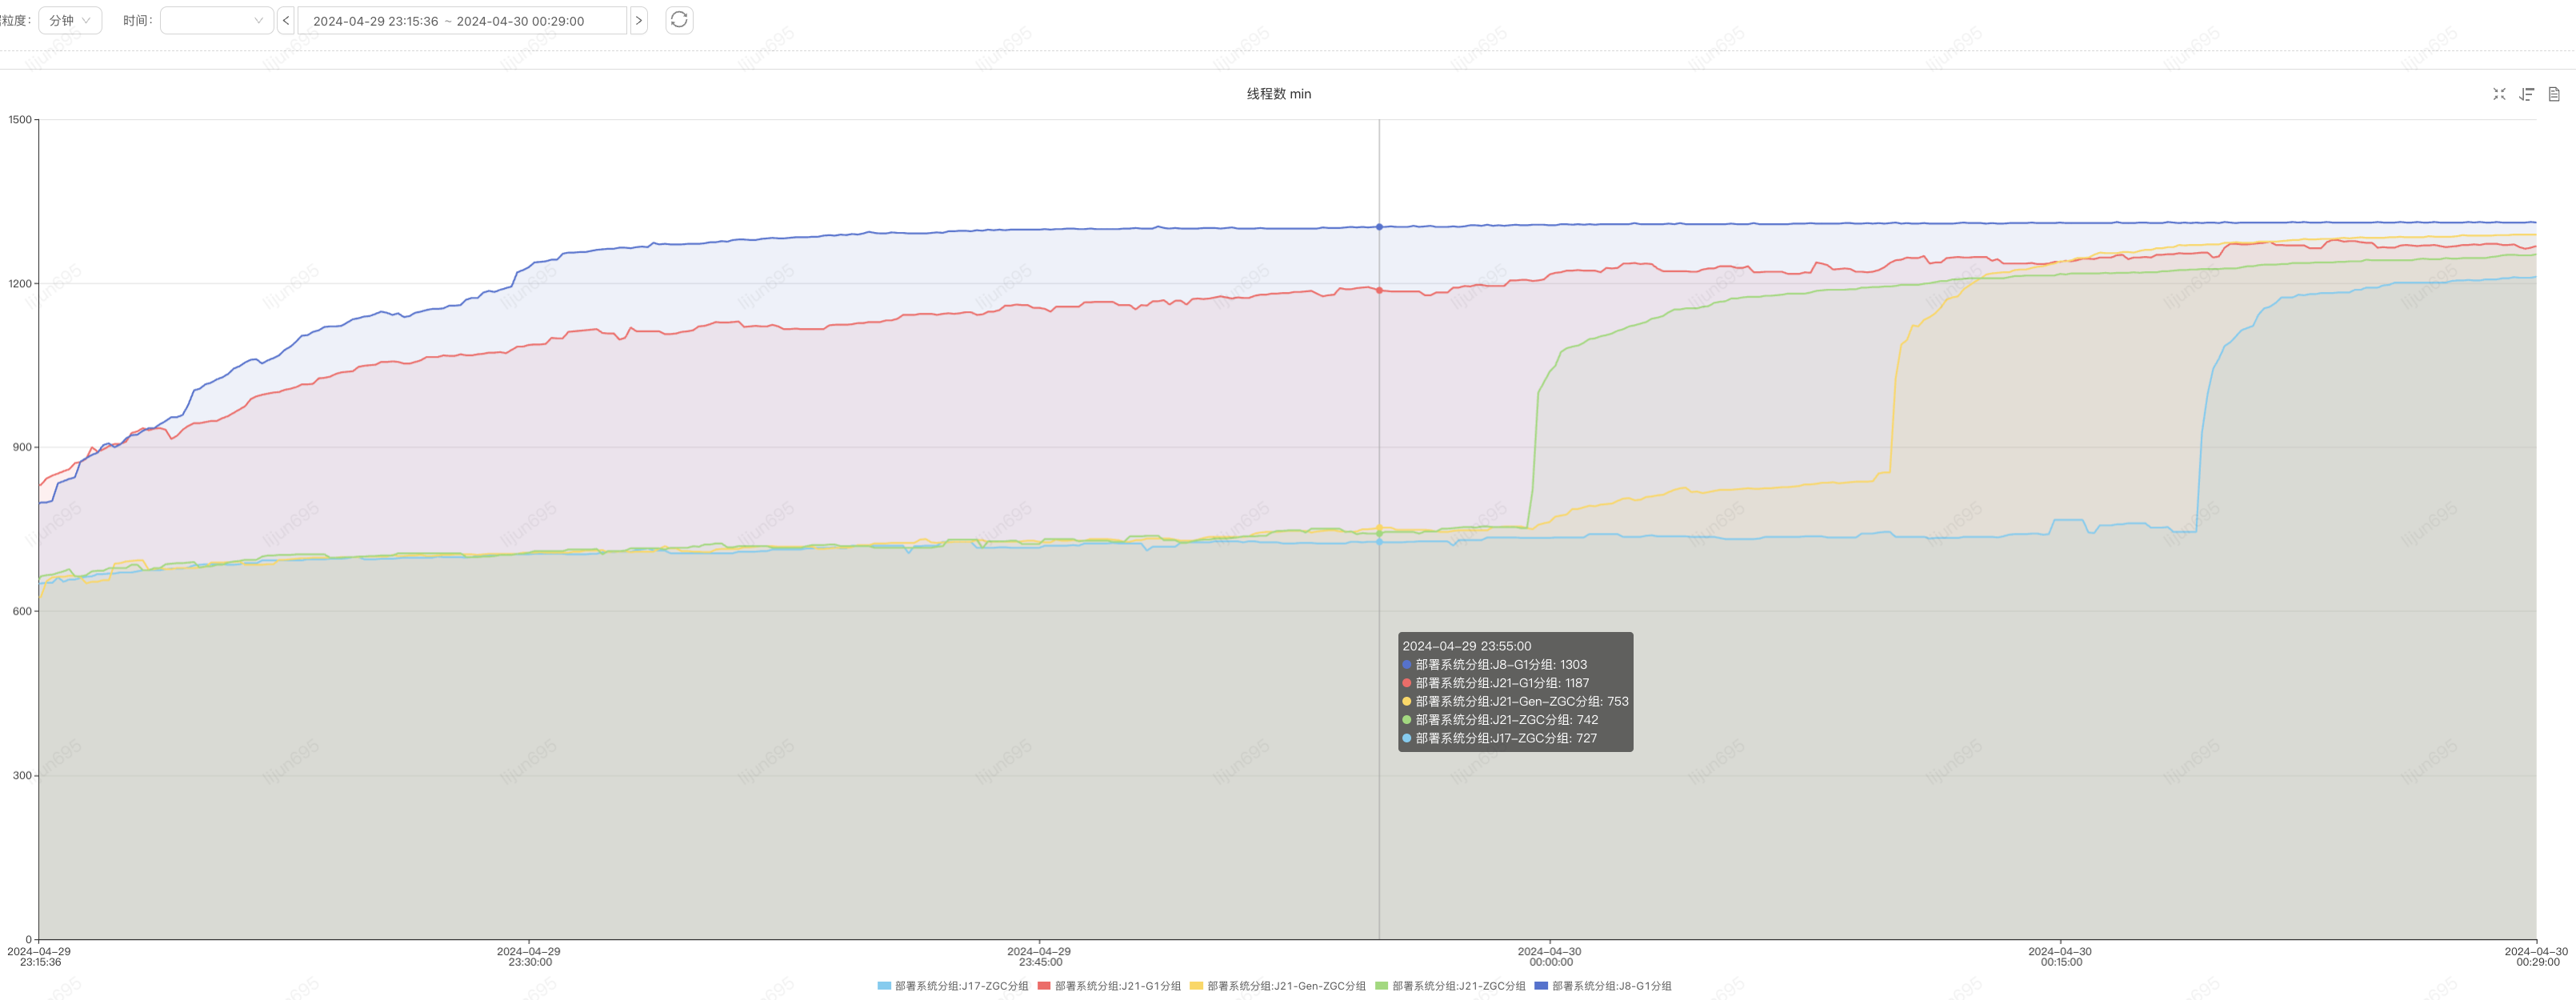 粒度: 分钟 时间: < 2024-04-29 23:15:36 ~ 2024-04-30 00:29:00 >
线程数 min
1500
1200
900
600
300
0
2024-04-29 23:55:00
部署系统分组:J8-G1分组: 1303
部署系统分组:J21-G1分组: 1187
部署系统分组:J21-Gen-ZGC分组: 753
部署系统分组:J21-ZGC分组: 742
部署系统分组:J17-ZGC分组: 727
2024-04-29 2024-04-29 2024-04-29 2024-04-30 2024-04-30 2024-04-30
23:15:36 23:30:00 23:45:00 00:00:00 00:15:00 00:29:00
部署系统分组:J17-ZGC分组 部署系统分组:J21-G1分组 部署系统分组:J21-Gen-ZGC分组 部署系统分组:J21-ZGC分组 部署系统分组:J8-G1分组
lijun695